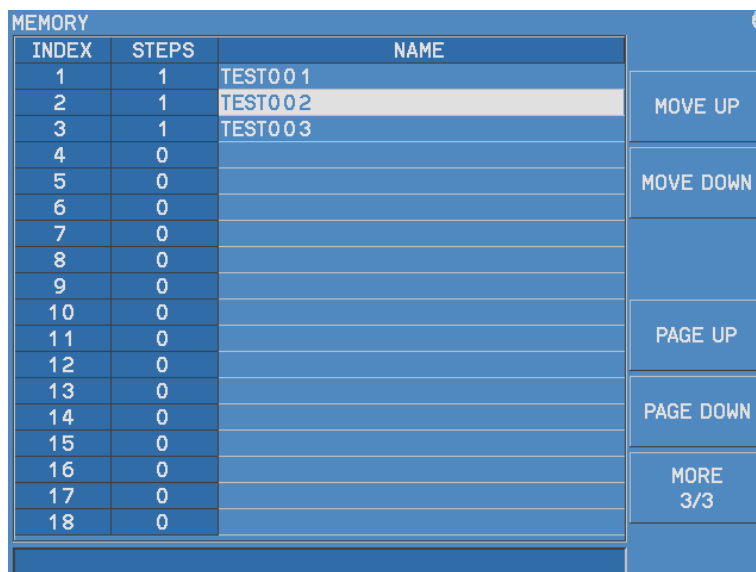 MEMORY
INDEX STEPS NAME
1 1 TEST001
2 1 TEST002
3 1 TEST003
4 0
5 0
6 0
7 0
8 0
9 0
10 0
11 0
12 0
13 0
14 0
15 0
16 0
17 0
18 0
MOVE UP
MOVE DOWN
PAGE UP
PAGE DOWN
MORE
3/3